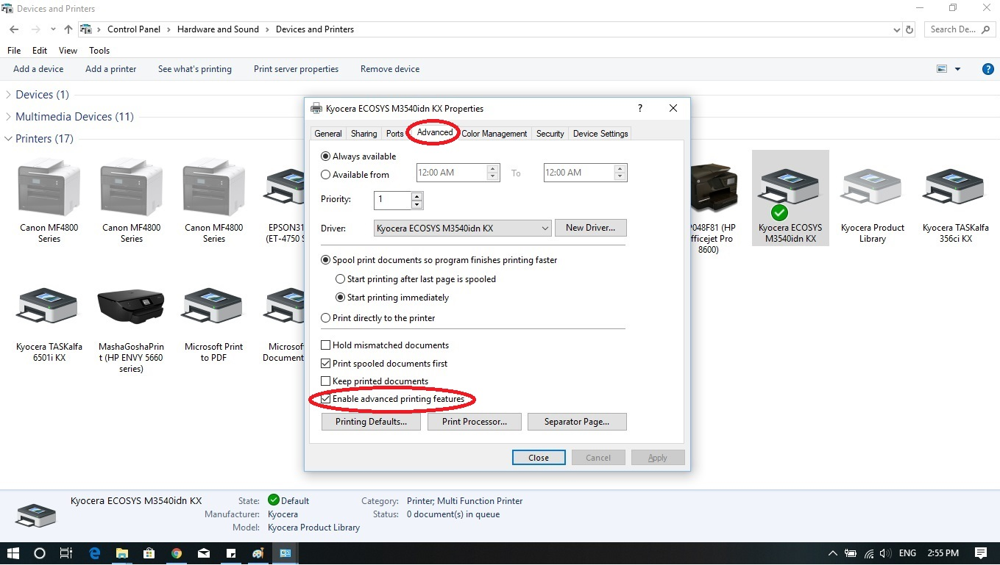 Devices and Printers
Control Panel > Hardware and Sound > Devices and Printers
Search De...
File Edit View Tools
Add a device Add a printer See what's printing Print server properties Remove device
Devices (1)
Multimedia Devices (11)
Printers (17)
Canon MF4800
Series
Canon MF4800
Series
Canon MF4800
Series
EPSON31
(ET-4750 S
Kyocera ECOSYS M3540idn KX Properties
General Sharing Ports Advanced Color Management Security Device Settings
Always available
Available from 12:00 AM To 12:00 AM
Priority: 1
Driver: Kyocera ECOSYS M3540idn KX New Driver...
Spool print documents so program finishes printing faster
Start printing after last page is spooled
Start printing immediately
Print directly to the printer
Hold mismatched documents
Print spooled documents first
Keep printed documents
Enable advanced printing features
Printing Defaults... Print Processor... Separator Page...
Close Cancel Apply
048F81 (HP
fficejet Pro
8600)
Kyocera ECOSYS
M3540idn KX
Kyocera Product
Library
Kyocera TASKalfa
356ci KX
Kyocera TASKalfa
6501i KX
MashaGoshaPrin
t (HP ENVY 5660
series)
Microsoft Print
to PDF
Microsof
Document
Kyocera ECOSYS M3540idn KX
State: Default
Manufacturer: Kyocera
Model: Kyocera Product Library
Category: Printer; Multi Function Printer
Status: 0 document(s) in queue
ENG 2:55 PM